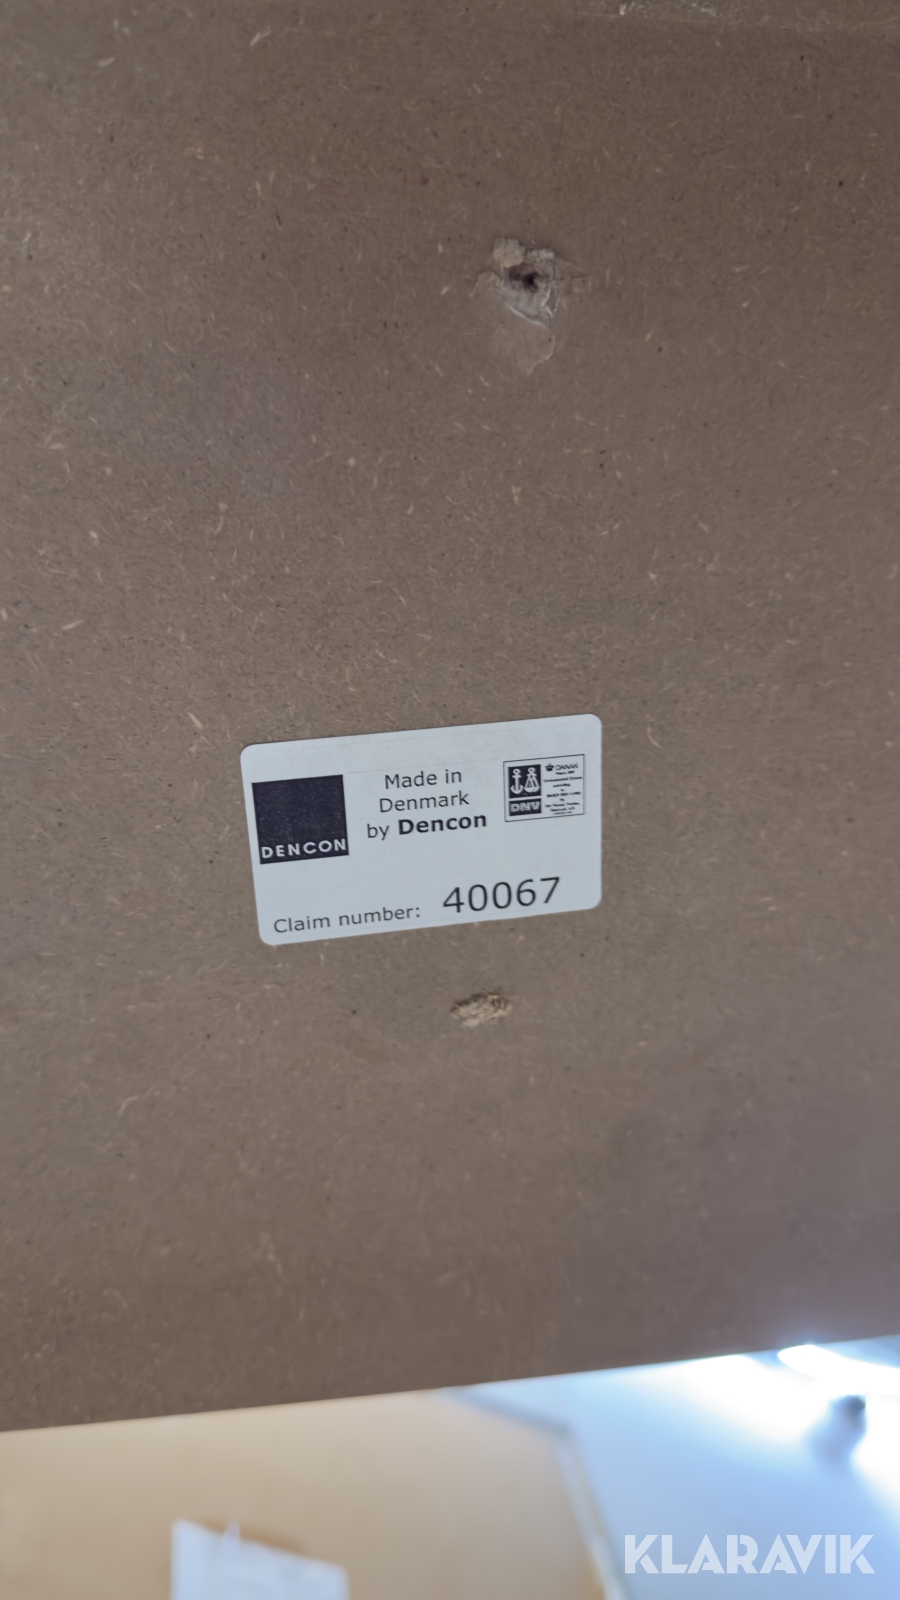 Made in
Denmark
by Dencon
DENCON
DANAK
DNV
Claim number: 40067
KLARAVIK